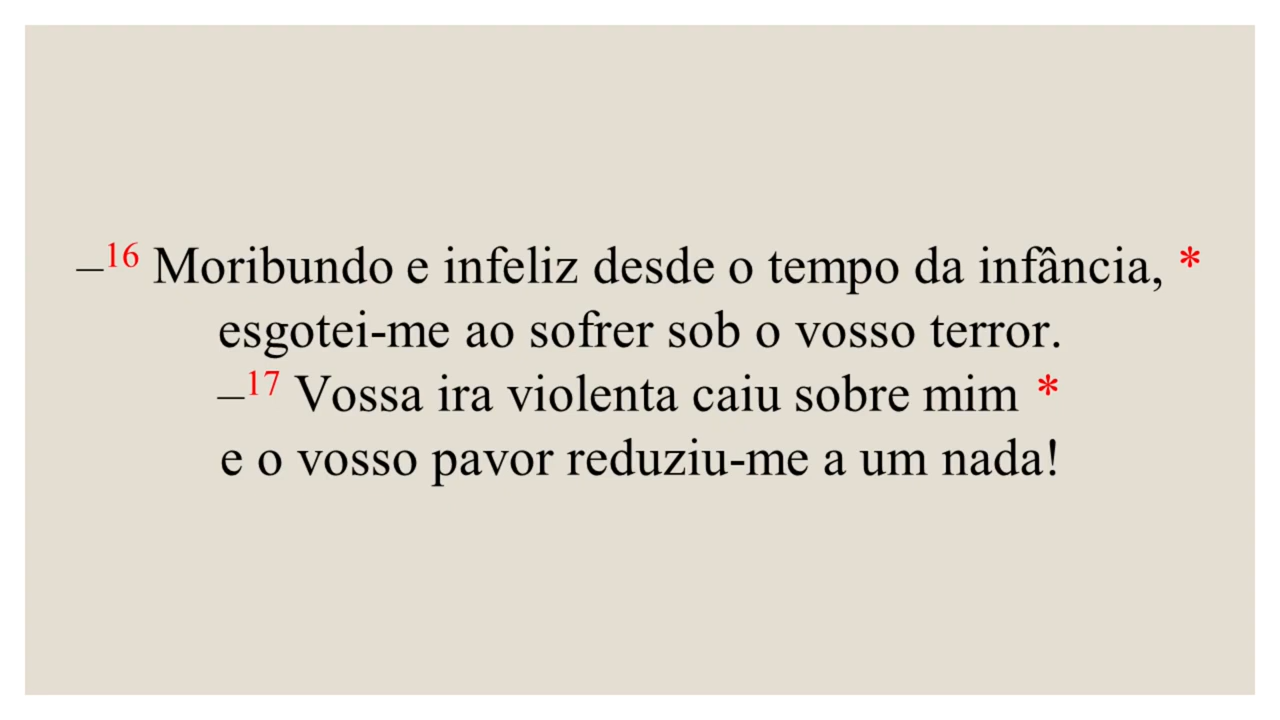 –16 Moribundo e infeliz desde o tempo da infância, *
esgotei-me ao sofrer sob o vosso terror.
–17 Vossa ira violenta caiu sobre mim *
e o vosso pavor reduziu-me a um nada!